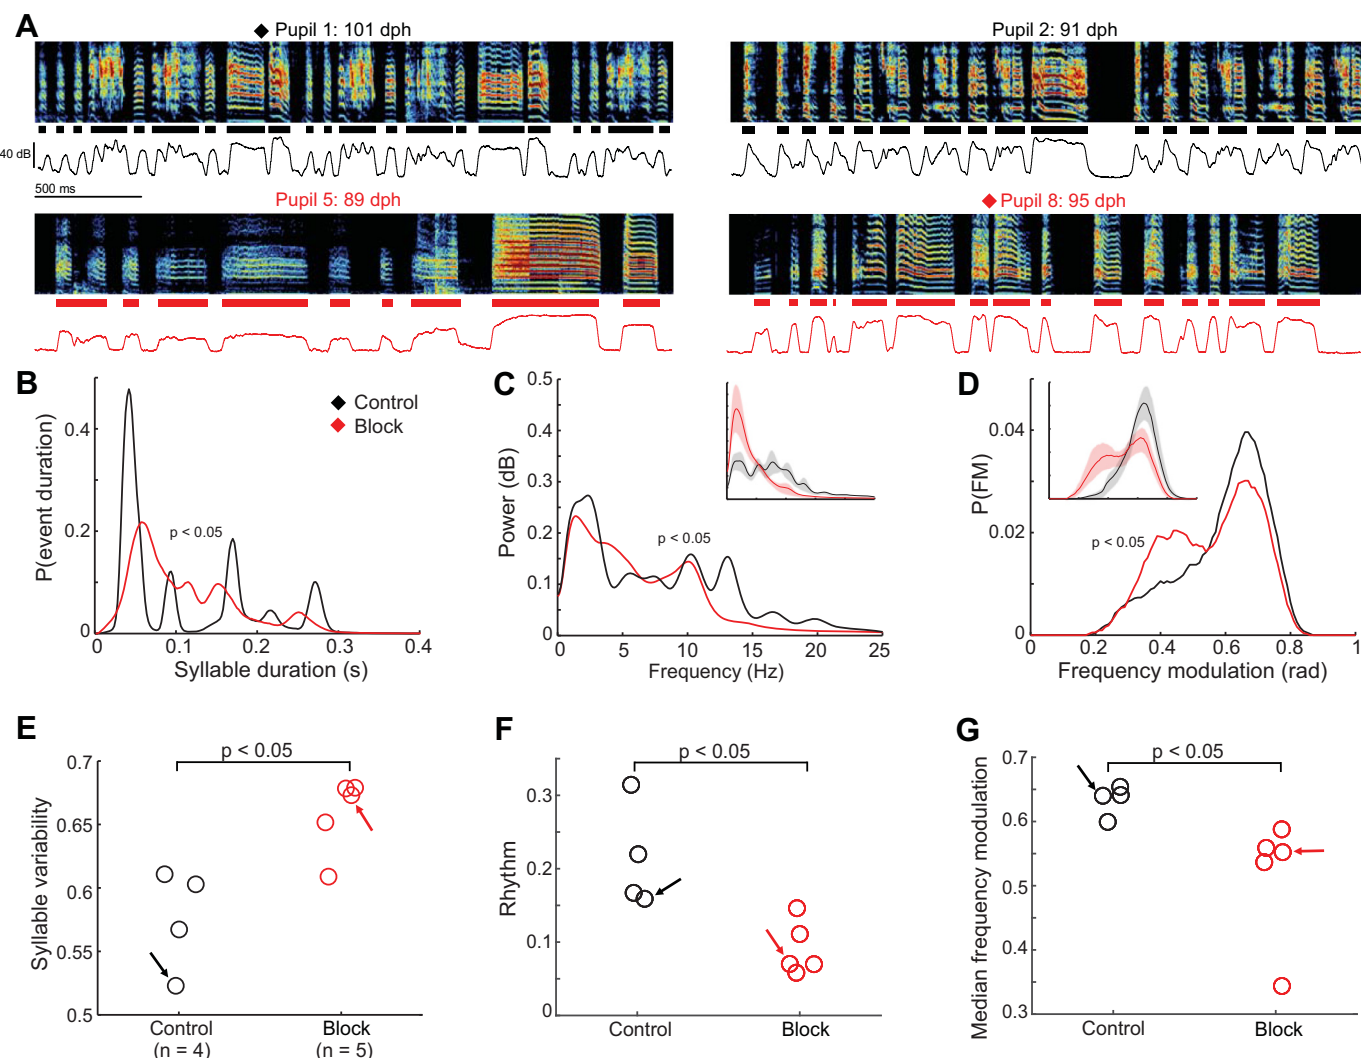 A
Pupil 1: 101 dph
Pupil 2: 91 dph
40 dB
500 ms
Pupil 5: 89 dph
Pupil 8: 95 dph
B
P(event duration)
0.4
0.2
0
0
0.1
0.2
0.3
0.4
Syllable duration (s)
p < 0.05
Control
Block
C
Power (dB)
0.5
0.4
0.3
0.2
0.1
0
0
5
10
15
20
25
Frequency (Hz)
p < 0.05
D
P(FM)
0.04
0.02
0
0
0.2
0.4
0.6
0.8
1
Frequency modulation (rad)
p < 0.05
E
Syllable variability
0.7
0.65
0.6
0.55
0.5
p < 0.05
Control
(n = 4)
Block
(n = 5)
F
Rhythm
0.3
0.2
0.1
0
p < 0.05
Control
Block
G
Median frequency modulation
0.7
0.6
0.5
0.4
0.3
p < 0.05
Control
Block